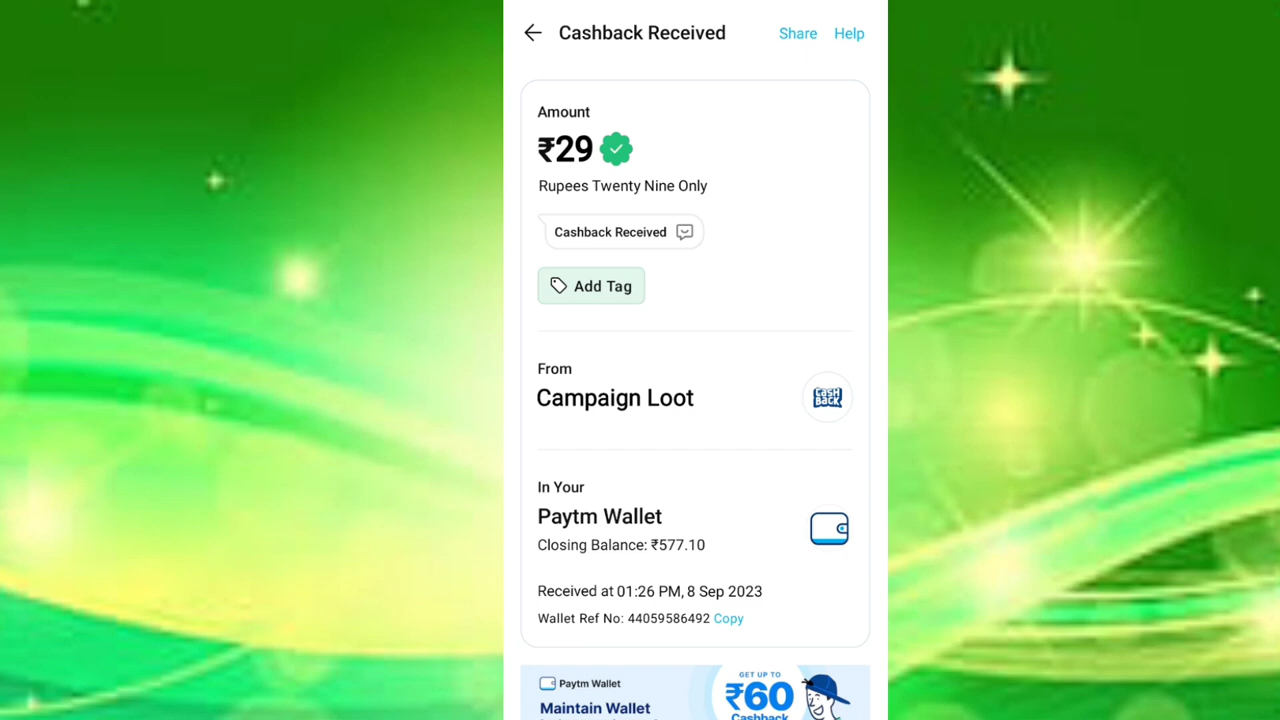 Cashback Received
Share Help
Amount
₹29
Rupees Twenty Nine Only
Cashback Received
Add Tag
From
Campaign Loot
CASH
BACK
In Your
Paytm Wallet
Closing Balance: ₹577.10
Received at 01:26 PM, 8 Sep 2023
Wallet Ref No: 44059586492 Copy
Paytm Wallet
GET UP TO
₹60
Maintain Wallet
Cashback